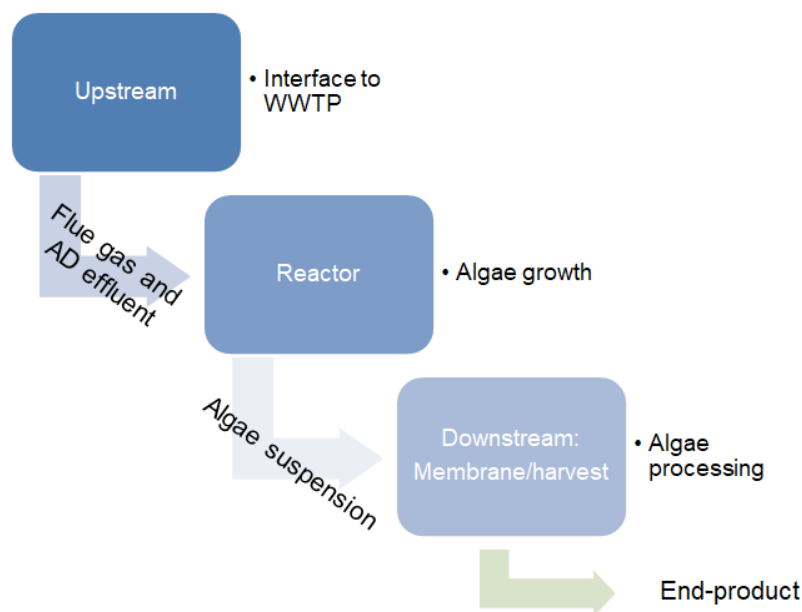 Upstream
• Interface to
WWTP
Flue gas and
AD effluent
Reactor
• Algae growth
Algae suspension
Downstream:
Membrane/harvest
• Algae
processing
End-product